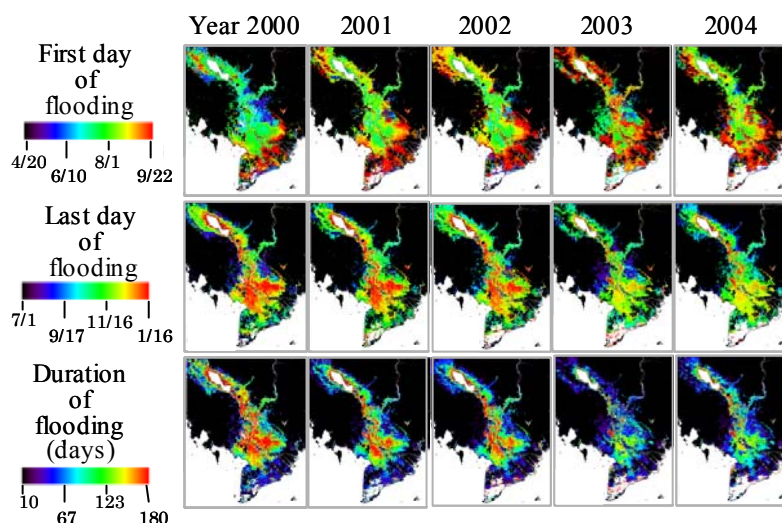 Year 2000 2001 2002 2003 2004
First day
of
flooding
4/20 8/1
6/10 9/22
Last day
of
flooding
7/1 11/16 1/16
9/17
Duration
of
flooding
(days)
10 123
67 180